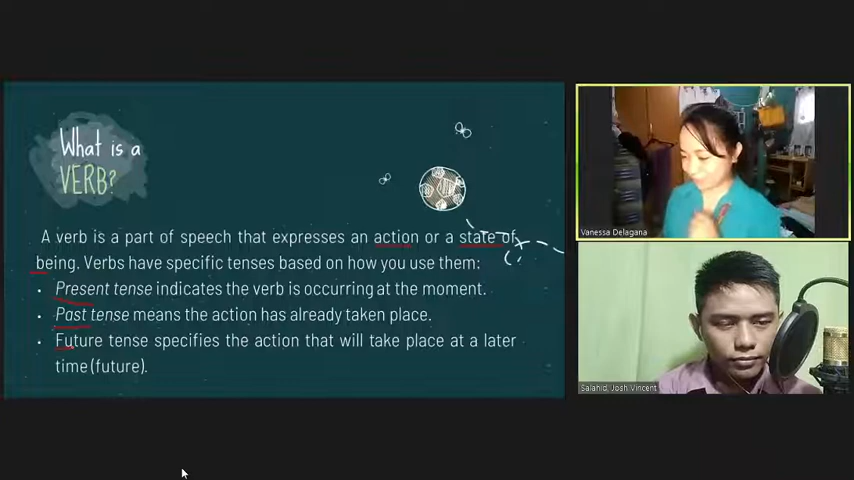 What is a
VERB?
A verb is a part of speech that expresses an action or a state of
being. Verbs have specific tenses based on how you use them:
• Present tense indicates the verb is occurring at the moment.
• Past tense means the action has already taken place.
• Future tense specifies the action that will take place at a later
time (future).
Vanessa Delagana
Salahid, Josh Vincent